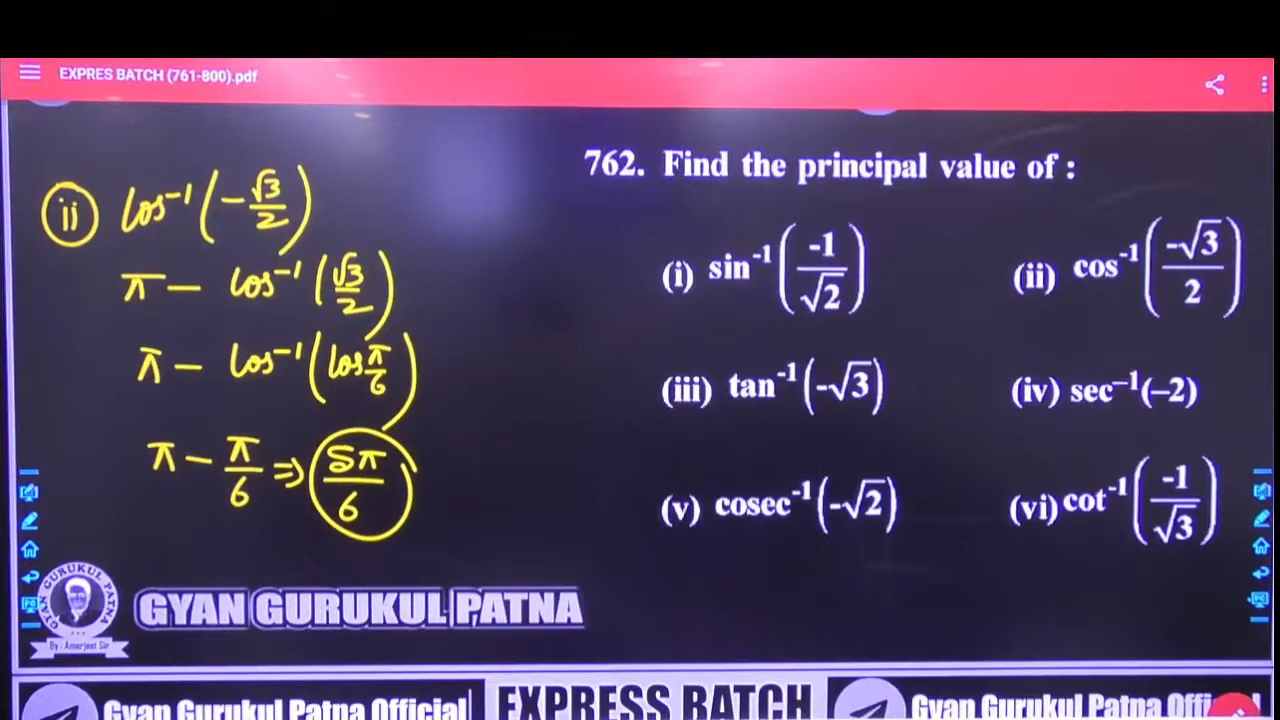 EXPRES BATCH (761-800).pdf
ii cos⁻¹(-√3/2)
π - cos⁻¹(√3/2)
π - cos⁻¹(cos π/6)
π - π/6 ⇒ 5π/6
762. Find the principal value of :
(i) sin⁻¹(-1/√2) (ii) cos⁻¹(-√3/2)
(iii) tan⁻¹(-√3) (iv) sec⁻¹(–2)
(v) cosec⁻¹(-√2) (vi) cot⁻¹(-1/√3)
GYAN GURUKUL PATNA
By : Amarjeet Sir
GYAN GURUKUL PATNA
Gyan Gurukul Patna Official
EXPRESS BATCH
Gyan Gurukul Patna Offi